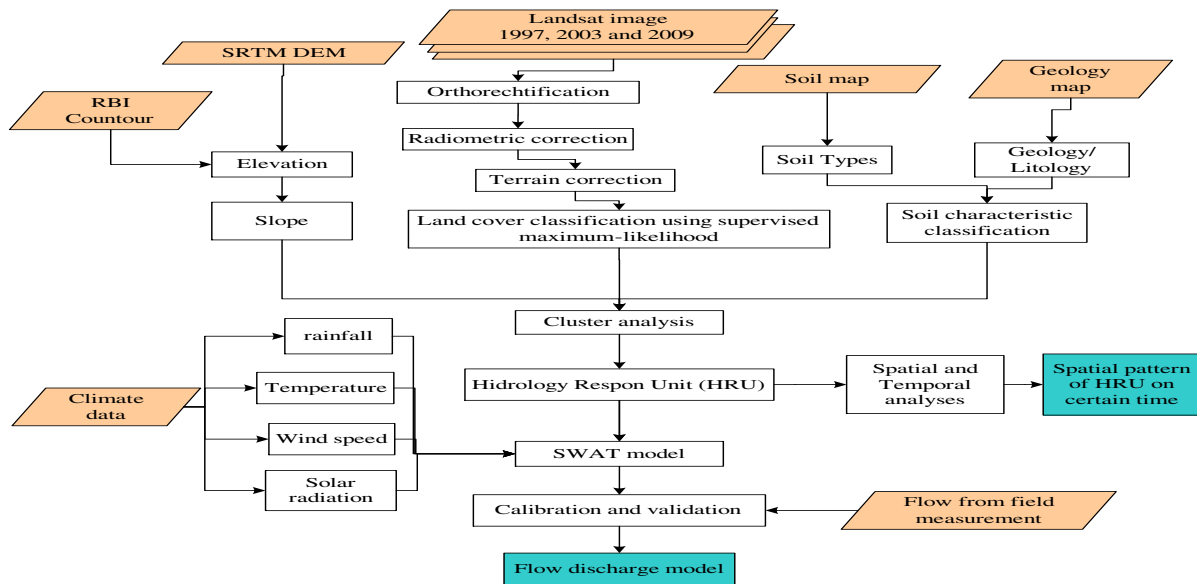 Landsat image
1997, 2003 and 2009
SRTM DEM
Soil map
Geology
map
RBI
Countour
Orthorechtification
Radiometric correction
Elevation
Soil Types
Geology/
Litology
Terrain correction
Slope
Land cover classification using supervised
maximum-likelihood
Soil characteristic
classification
Cluster analysis
rainfall
Temperature
Climate
data
Wind speed
Solar
radiation
Hidrology Respon Unit (HRU)
Spatial and
Temporal
analyses
Spatial pattern
of HRU on
certain time
SWAT model
Calibration and validation
Flow from field
measurement
Flow discharge model